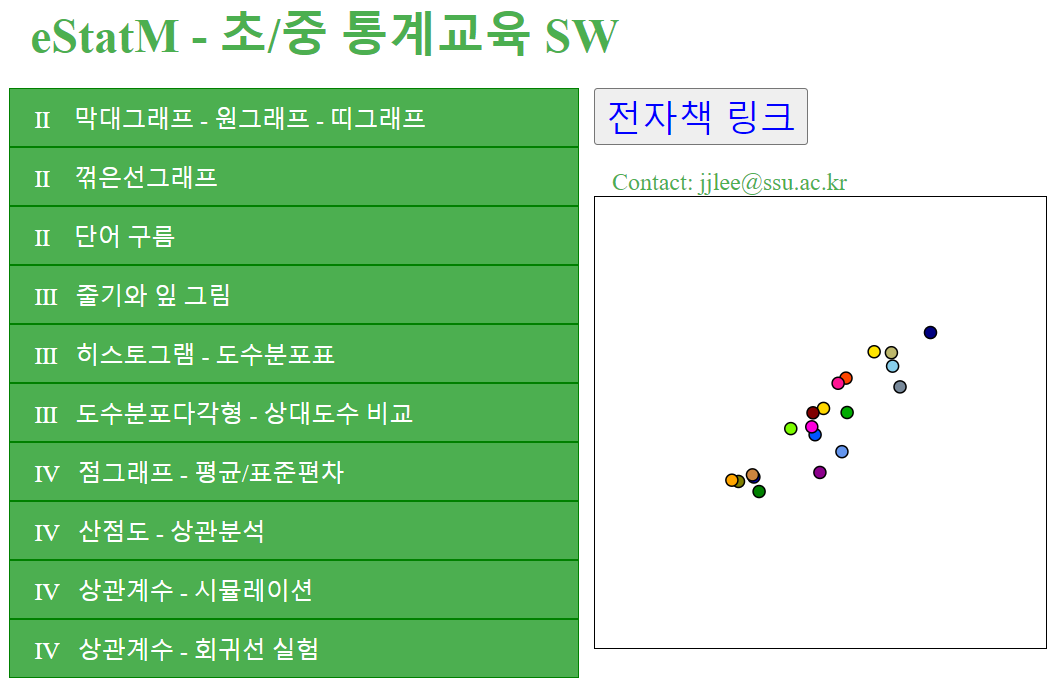 eStatM - 초/중 통계교육 SW
II 막대그래프 - 원그래프 - 띠그래프
II 꺾은선그래프
II 단어 구름
III 줄기와 잎 그림
III 히스토그램 - 도수분포표
III 도수분포다각형 - 상대도수 비교
IV 점그래프 - 평균/표준편차
IV 산점도 - 상관분석
IV 상관계수 - 시뮬레이션
IV 상관계수 - 회귀선 실험
전자책 링크
Contact: jjlee@ssu.ac.kr